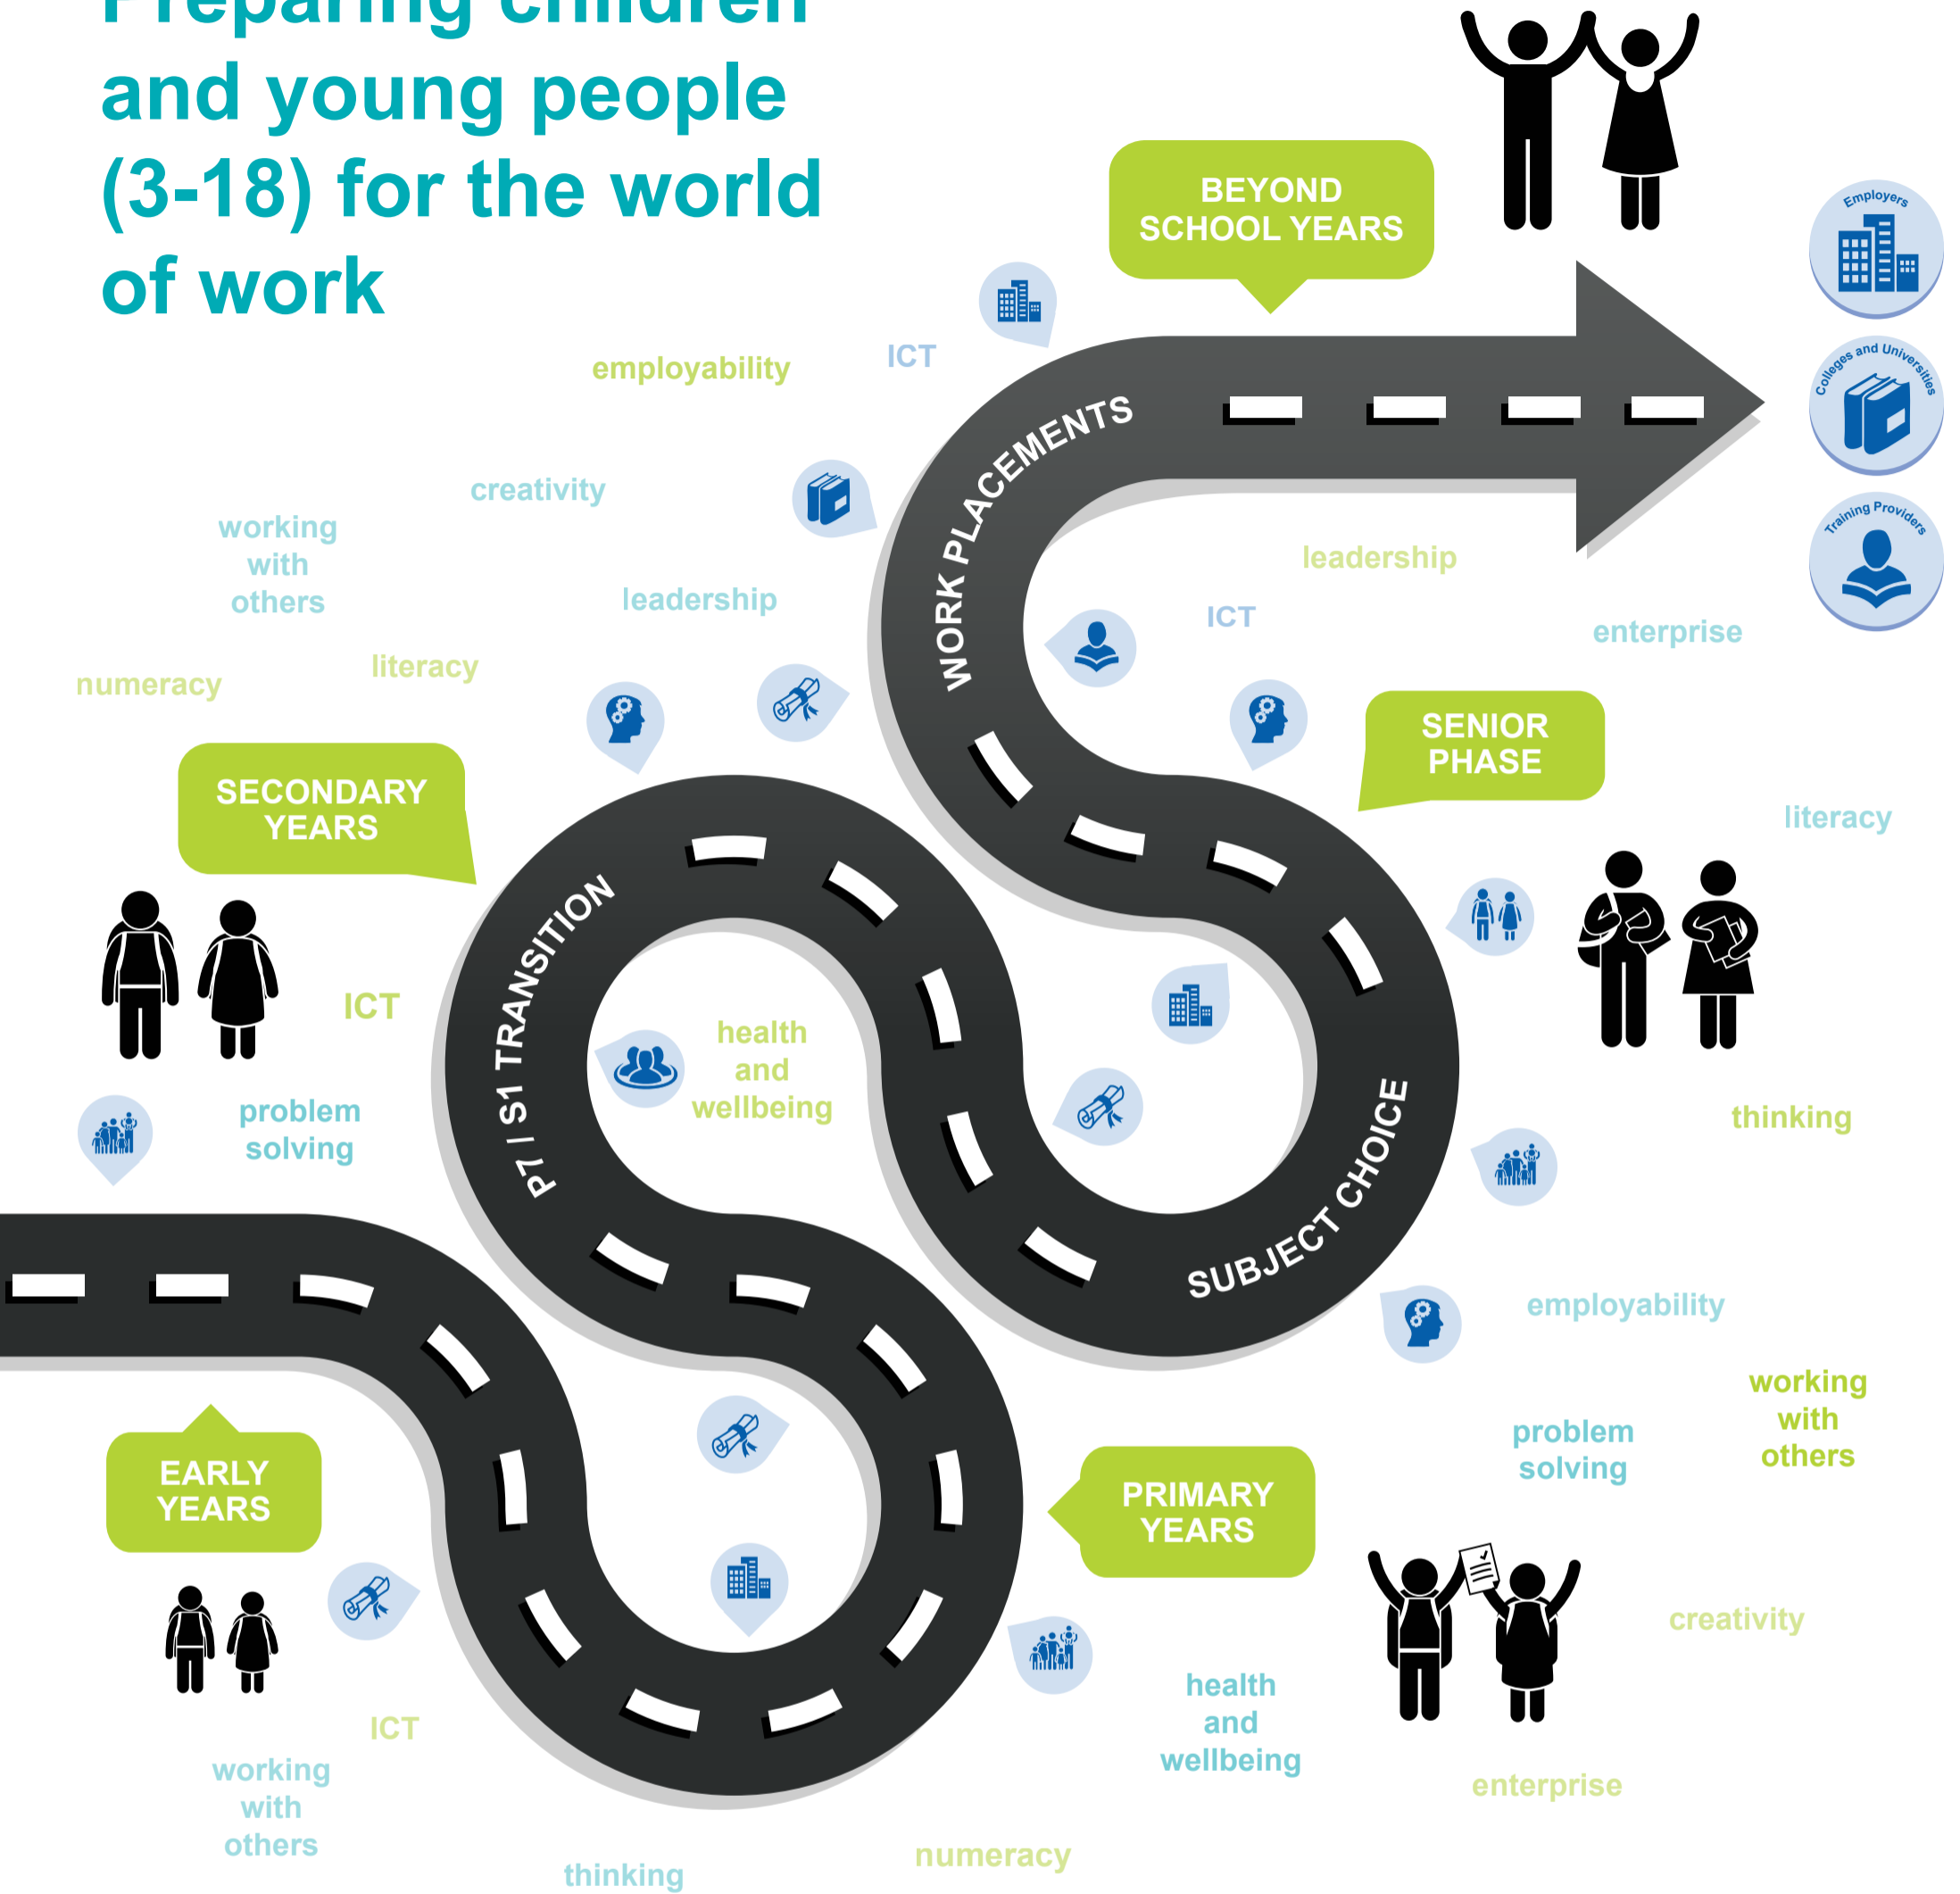 Preparing children
and young people
(3-18) for the world
of work
BEYOND
SCHOOL YEARS
Employers
Colleges and Universities
Training Providers
employability
ICT
WORK PLACEMENTS
creativity
working
with
others
leadership
leadership
ICT
enterprise
numeracy
literacy
SENIOR
PHASE
SECONDARY
YEARS
literacy
P7 / S1 TRANSITION
ICT
health
and
wellbeing
problem
solving
SUBJECT CHOICE
thinking
employability
working
with
others
problem
solving
EARLY
YEARS
PRIMARY
YEARS
creativity
health
and
wellbeing
ICT
working
with
others
enterprise
numeracy
thinking